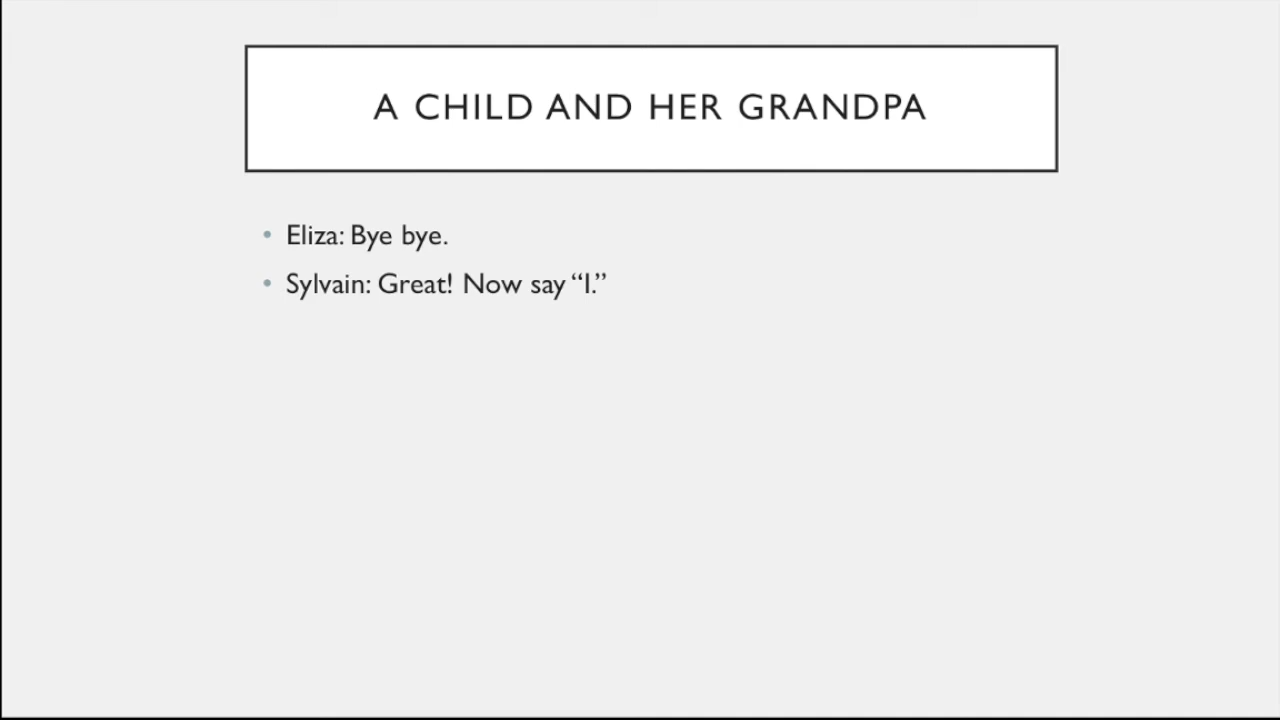 A CHILD AND HER GRANDPA
• Eliza: Bye bye.
• Sylvain: Great! Now say “I.”